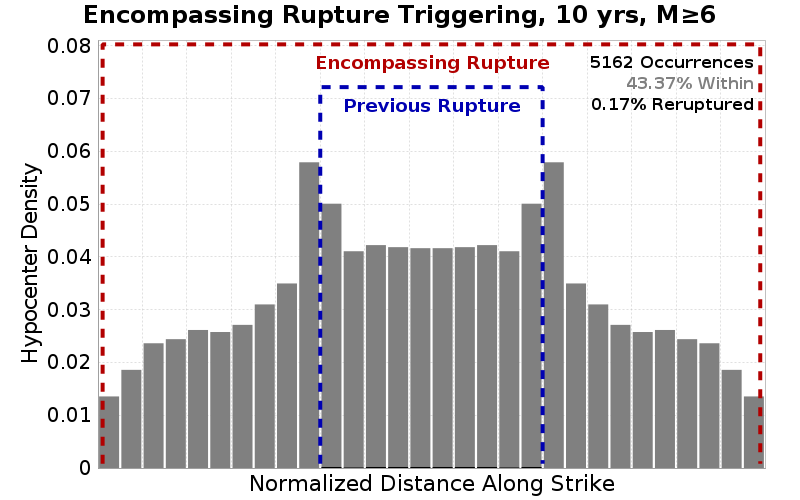 Encompassing Rupture Triggering, 10 yrs, M≥6
0.08
0.07
0.06
0.05
0.04
0.03
0.02
0.01
0
Hypocenter Density
Encompassing Rupture
Previous Rupture
5162 Occurrences
43.37% Within
0.17% Reruptured
Normalized Distance Along Strike